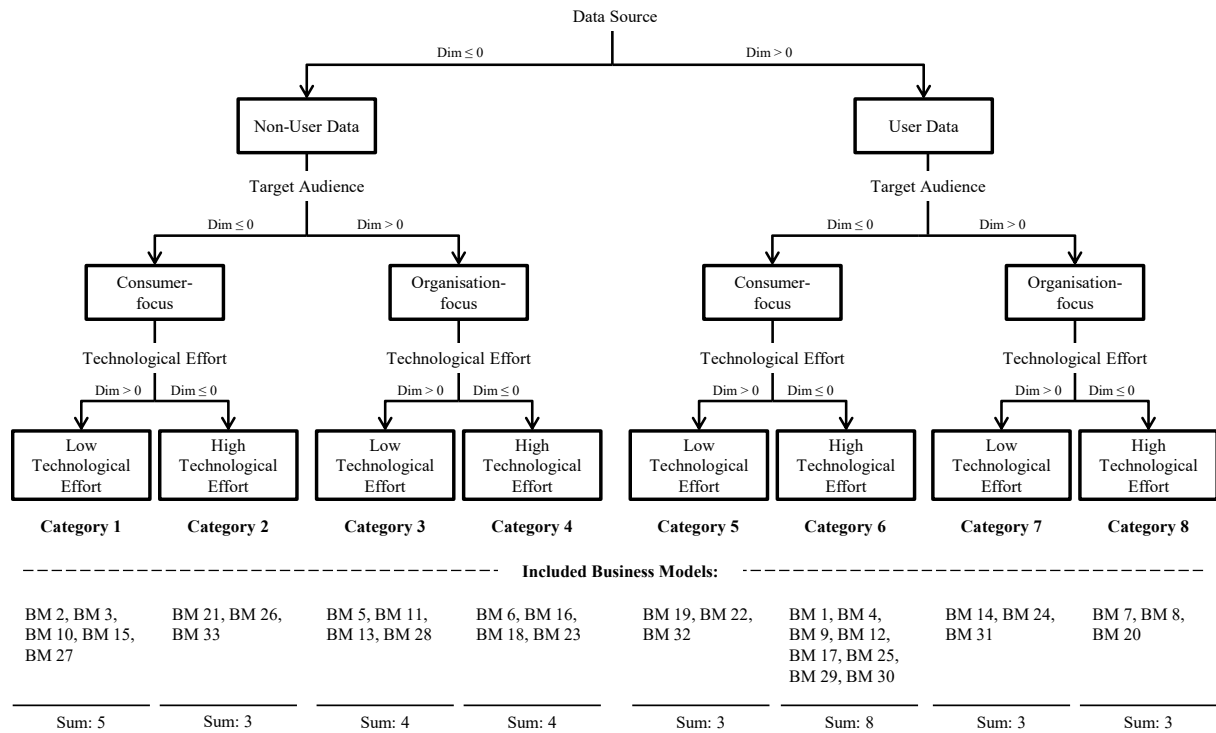 Data Source
Dim ≤ 0
Dim > 0
Non-User Data
User Data
Target Audience
Target Audience
Dim ≤ 0
Dim > 0
Dim ≤ 0
Dim > 0
Consumer-
focus
Organisation-
focus
Consumer-
focus
Organisation-
focus
Technological Effort
Technological Effort
Technological Effort
Technological Effort
Dim > 0
Dim ≤ 0
Dim > 0
Dim ≤ 0
Dim > 0
Dim ≤ 0
Dim > 0
Dim ≤ 0
Low
Technological
Effort
High
Technological
Effort
Low
Technological
Effort
High
Technological
Effort
Low
Technological
Effort
High
Technological
Effort
Low
Technological
Effort
High
Technological
Effort
Category 1
Category 2
Category 3
Category 4
Category 5
Category 6
Category 7
Category 8
Included Business Models:
BM 2, BM 3,
BM 10, BM 15,
BM 27
BM 21, BM 26,
BM 33
BM 5, BM 11,
BM 13, BM 28
BM 6, BM 16,
BM 18, BM 23
BM 19, BM 22,
BM 32
BM 1, BM 4,
BM 9, BM 12,
BM 17, BM 25,
BM 29, BM 30
BM 14, BM 24,
BM 31
BM 7, BM 8,
BM 20
Sum: 5
Sum: 3
Sum: 4
Sum: 4
Sum: 3
Sum: 8
Sum: 3
Sum: 3